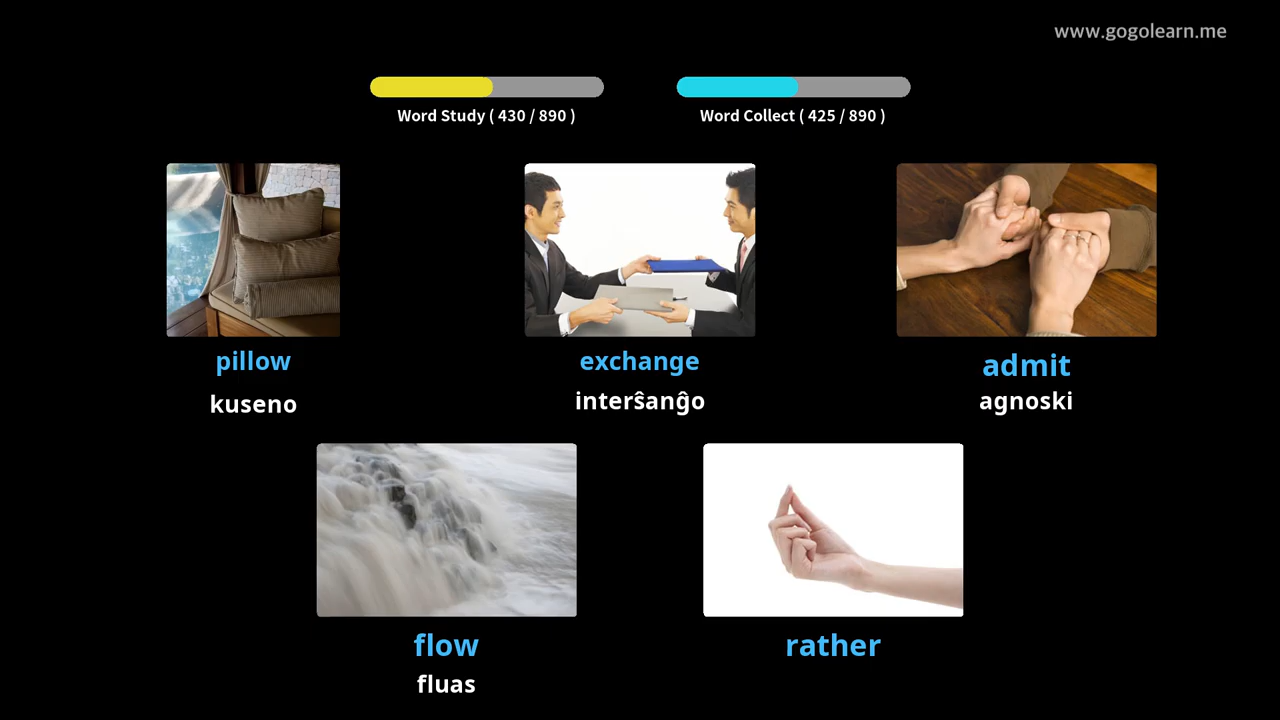 www.gogolearn.me
Word Study ( 430 / 890 )
Word Collect ( 425 / 890 )
pillow
kuseno
exchange
interŝanĝo
admit
agnoski
flow
fluas
rather